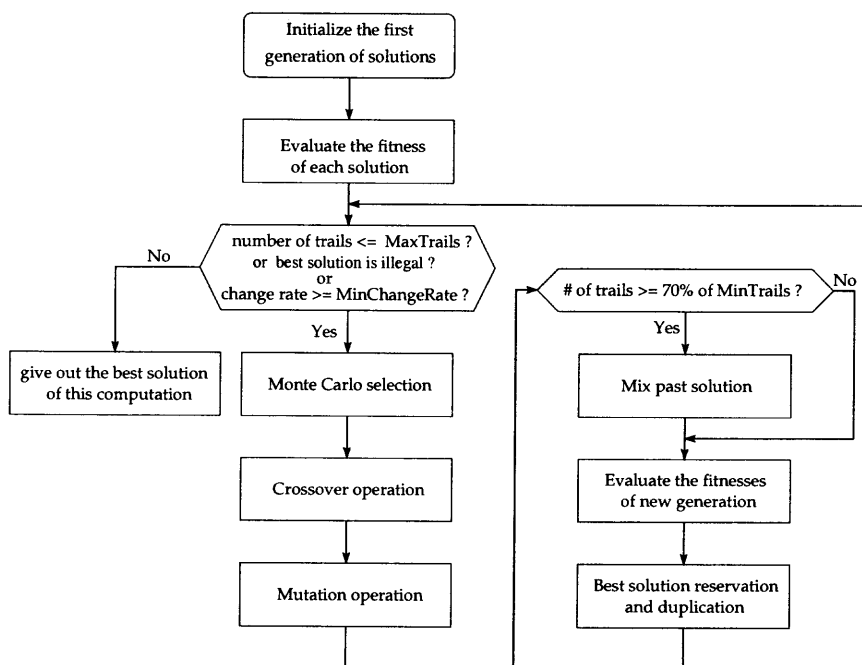 Initialize the first
generation of solutions
Evaluate the fitness
of each solution
number of trails <= MaxTrails ?
or best solution is illegal ?
or
change rate >= MinChangeRate ?
No
Yes
give out the best solution
of this computation
Monte Carlo selection
Crossover operation
Mutation operation
# of trails >= 70% of MinTrails ?
No
Yes
Mix past solution
Evaluate the fitnesses
of new generation
Best solution reservation
and duplication